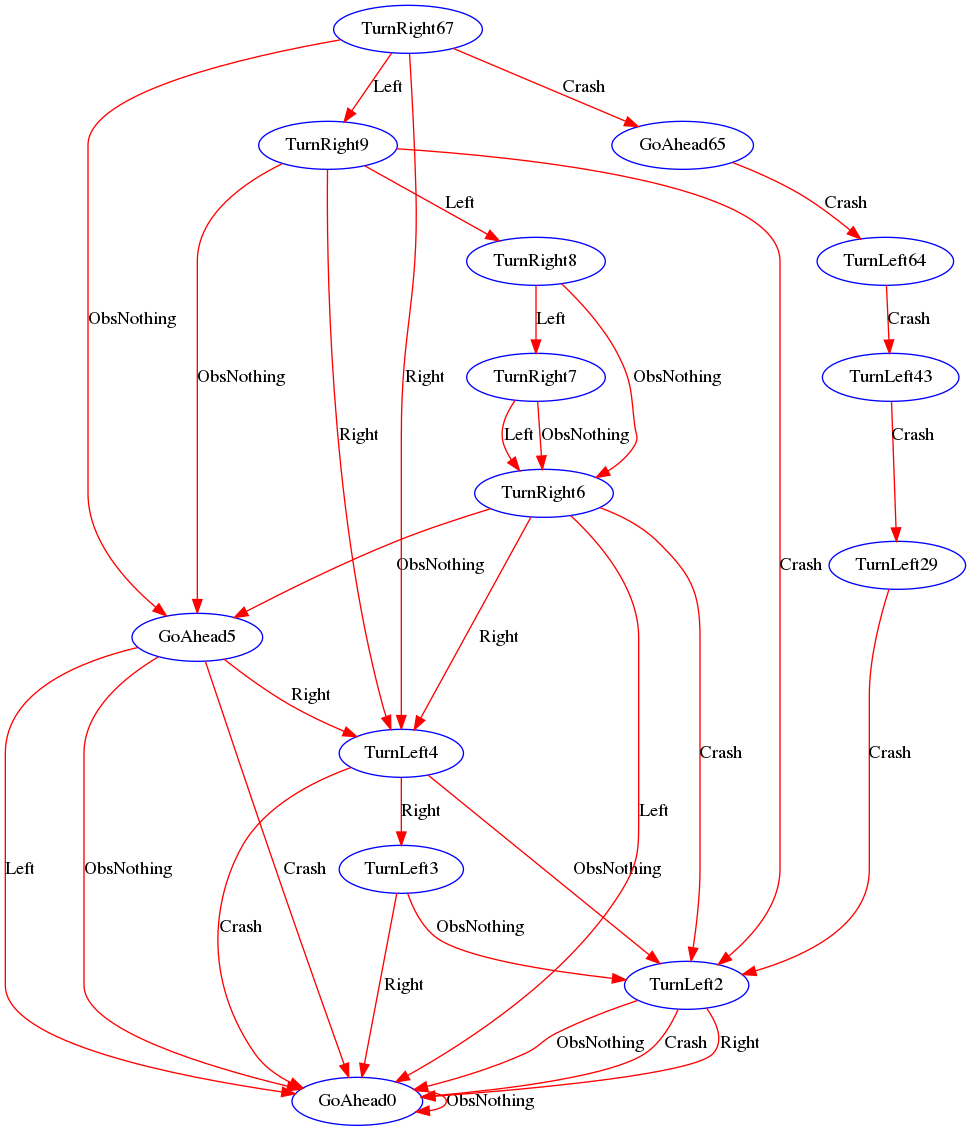 TurnRight67
Left
Crash
TurnRight9
GoAhead65
Left
Crash
TurnRight8
TurnLeft64
ObsNothing
Left
Crash
ObsNothing
Right
TurnRight7
ObsNothing
TurnLeft43
Right
Left
ObsNothing
Crash
TurnRight6
ObsNothing
Crash
TurnLeft29
GoAhead5
Right
Right
TurnLeft4
Crash
Crash
Right
Left
Left
ObsNothing
Crash
TurnLeft3
ObsNothing
Crash
ObsNothing
Right
TurnLeft2
ObsNothing
Crash
Right
GoAhead0
ObsNothing